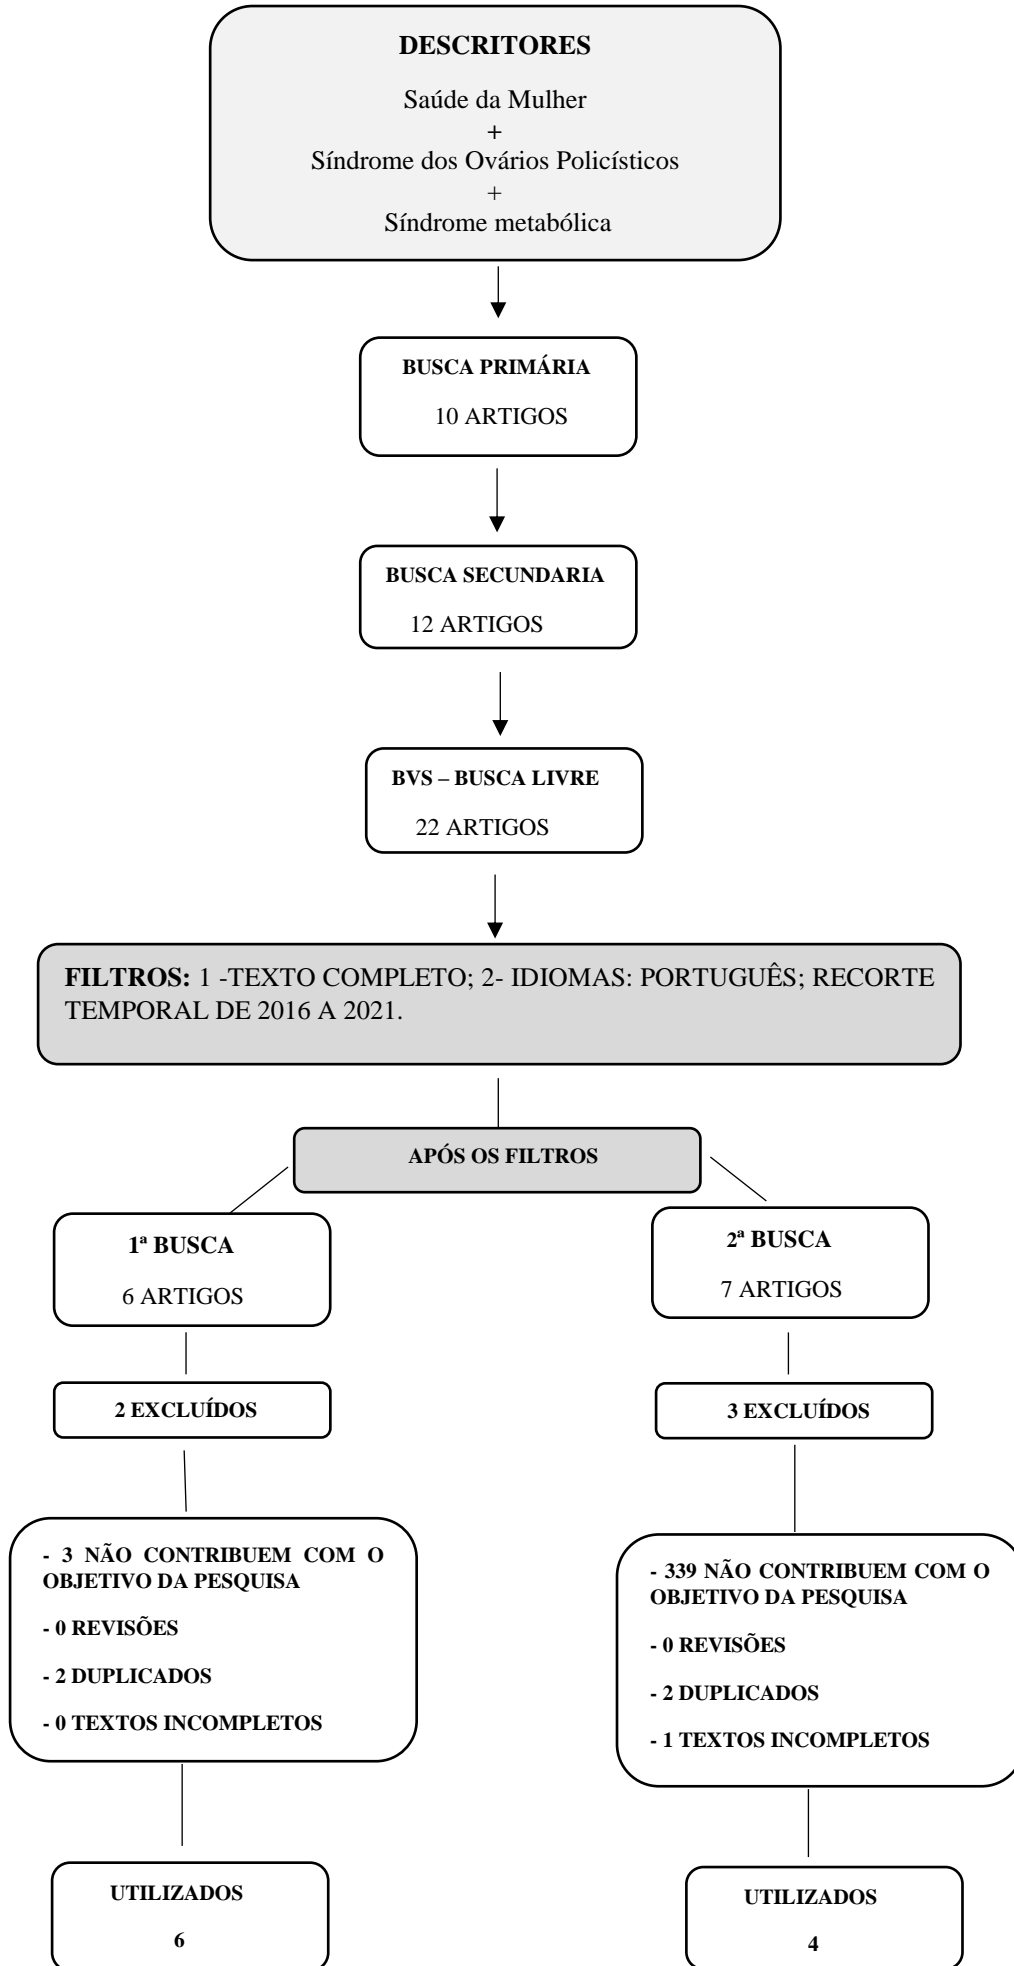 DESCRITORES
Saúde da Mulher
+
Síndrome dos Ovários Policísticos
+
Síndrome metabólica
BUSCA PRIMÁRIA
10 ARTIGOS
BUSCA SECUNDARIA
12 ARTIGOS
BVS – BUSCA LIVRE
22 ARTIGOS
FILTROS: 1 -TEXTO COMPLETO; 2- IDIOMAS: PORTUGUÊS; RECORTE
TEMPORAL DE 2016 A 2021.
APÓS OS FILTROS
1ª BUSCA
6 ARTIGOS
2 EXCLUÍDOS
- 3 NÃO CONTRIBUEM COM O
OBJETIVO DA PESQUISA
- 0 REVISÕES
- 2 DUPLICADOS
- 0 TEXTOS INCOMPLETOS
UTILIZADOS
6
2ª BUSCA
7 ARTIGOS
3 EXCLUÍDOS
- 339 NÃO CONTRIBUEM COM O
OBJETIVO DA PESQUISA
- 0 REVISÕES
- 2 DUPLICADOS
- 1 TEXTOS INCOMPLETOS
UTILIZADOS
4